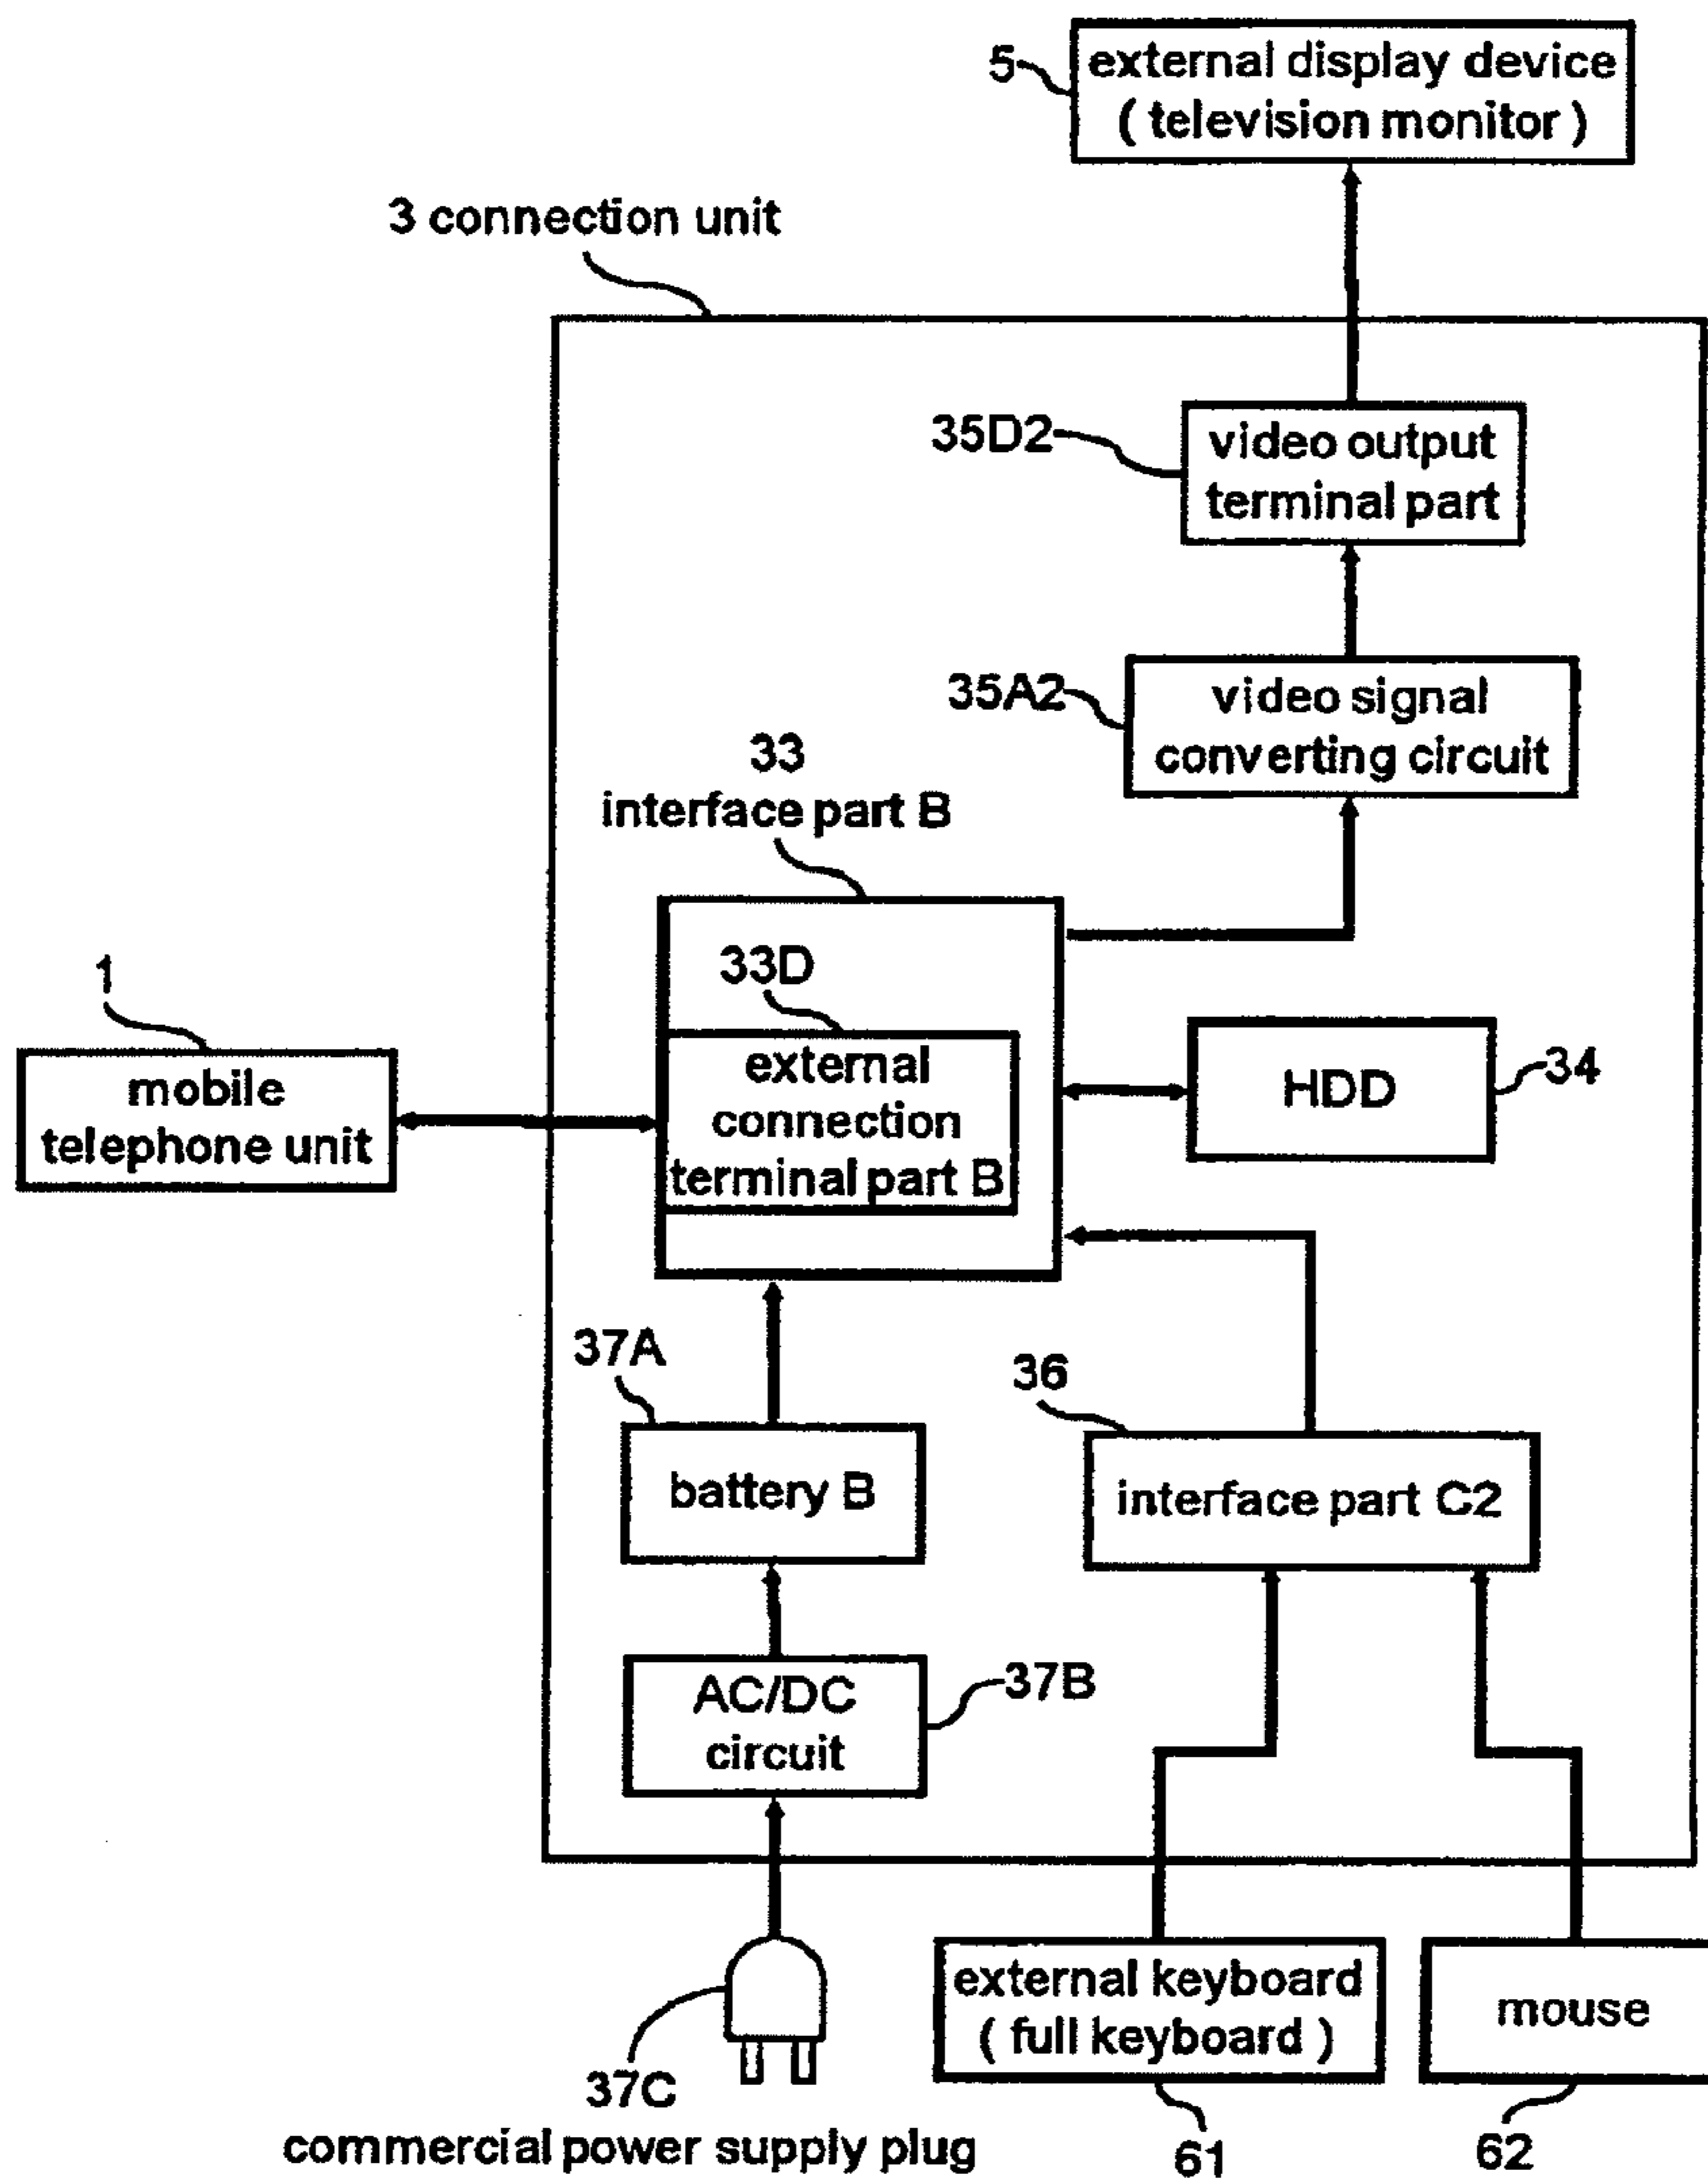 5
external display device
( television monitor )
3 connection unit
35D2
video output
terminal part
35A2
video signal
converting circuit
33
interface part B
33D
external
connection
terminal part B
1
mobile
telephone unit
HDD
34
37A
battery B
36
interface part C2
AC/DC
circuit
37B
37C
commercial power supply plug
external keyboard
( full keyboard )
61
mouse
62